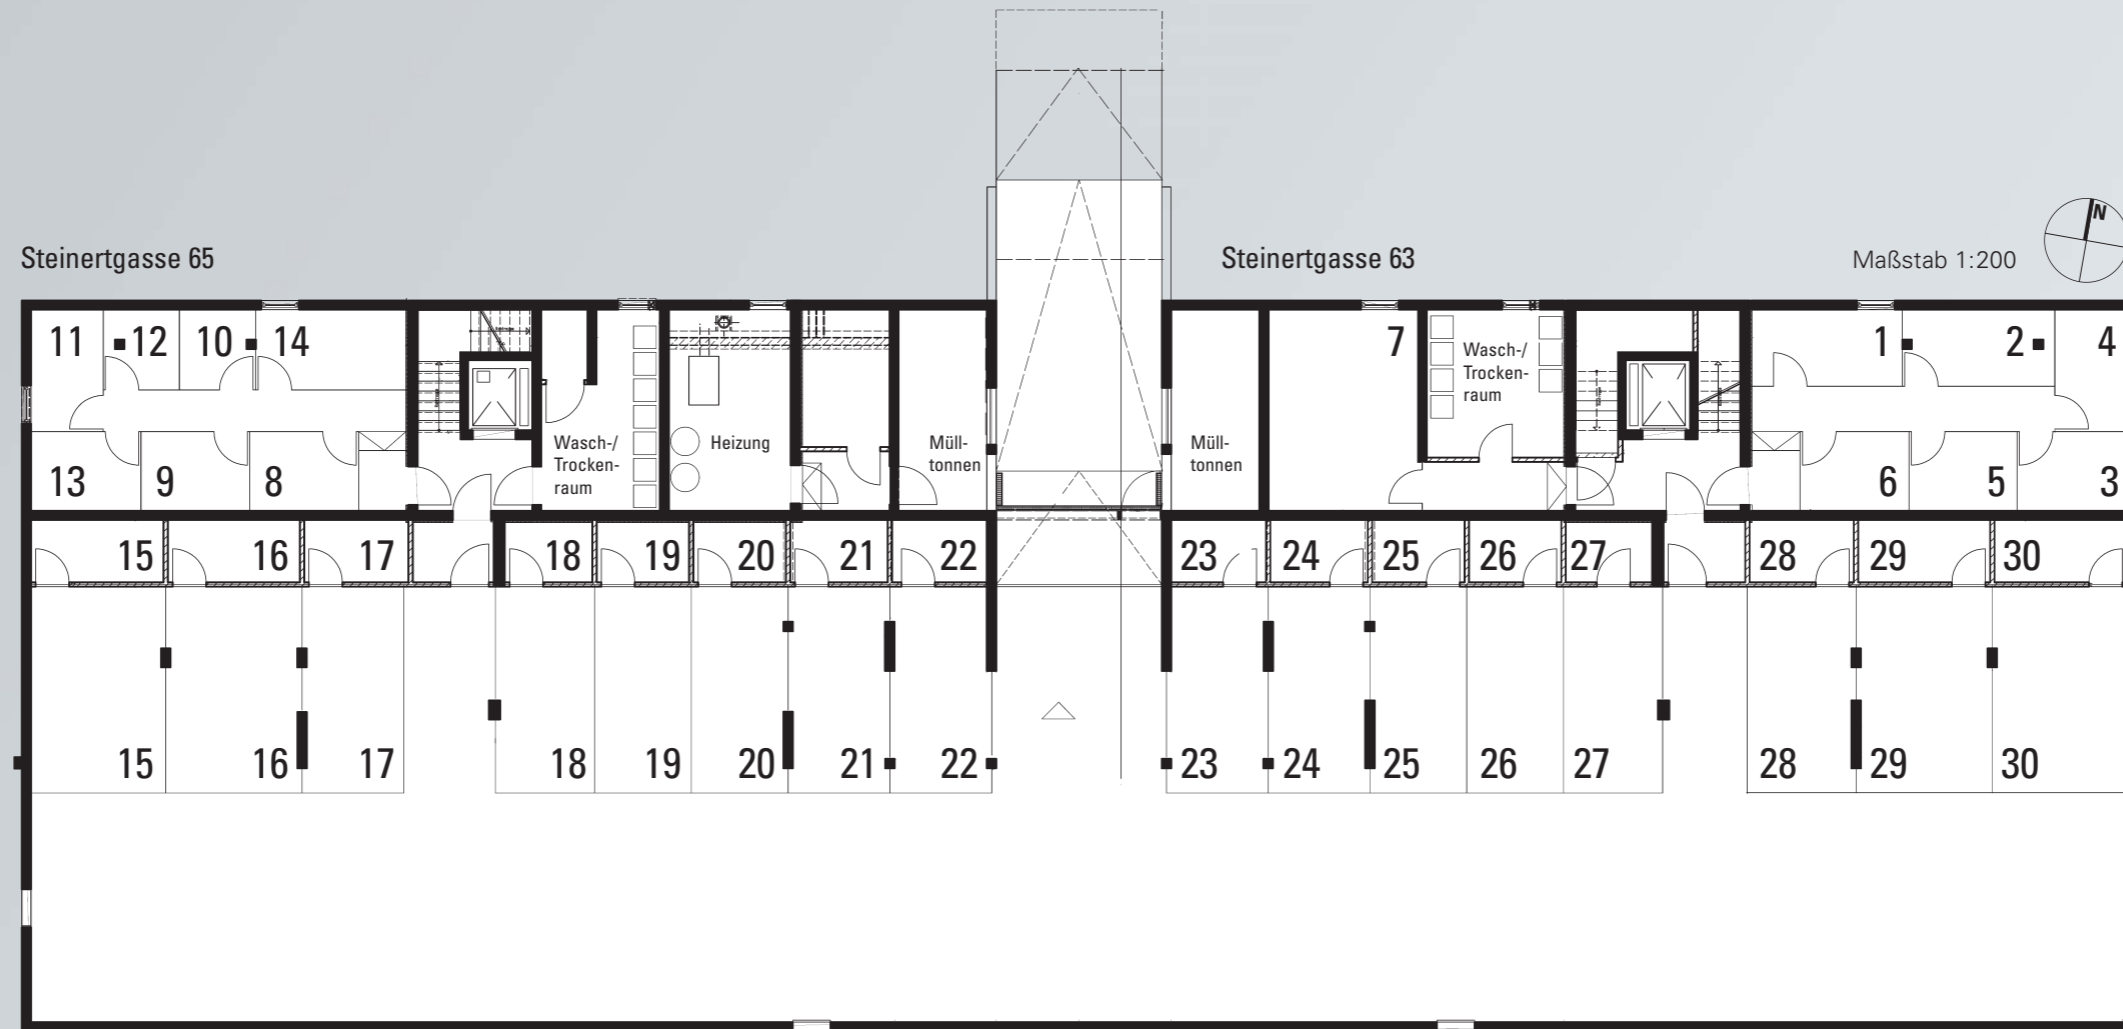 N
Steinertgasse 65
Steinertgasse 63
Maßstab 1:200
11 12 10 14
7
1 2 4
Wasch-/
Trocken-
raum
Wasch-/
Trocken-
raum
Heizung
Müll-
tonnen
Müll-
tonnen
13 9 8
6 5 3
15 16 17 18 19 20 21 22 23 24 25 26 27 28 29 30
15 16 17 18 19 20 21 22 23 24 25 26 27 28 29 30